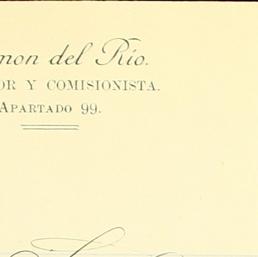 mon del Río.
OR Y COMISIONISTA.
APARTADO 99.